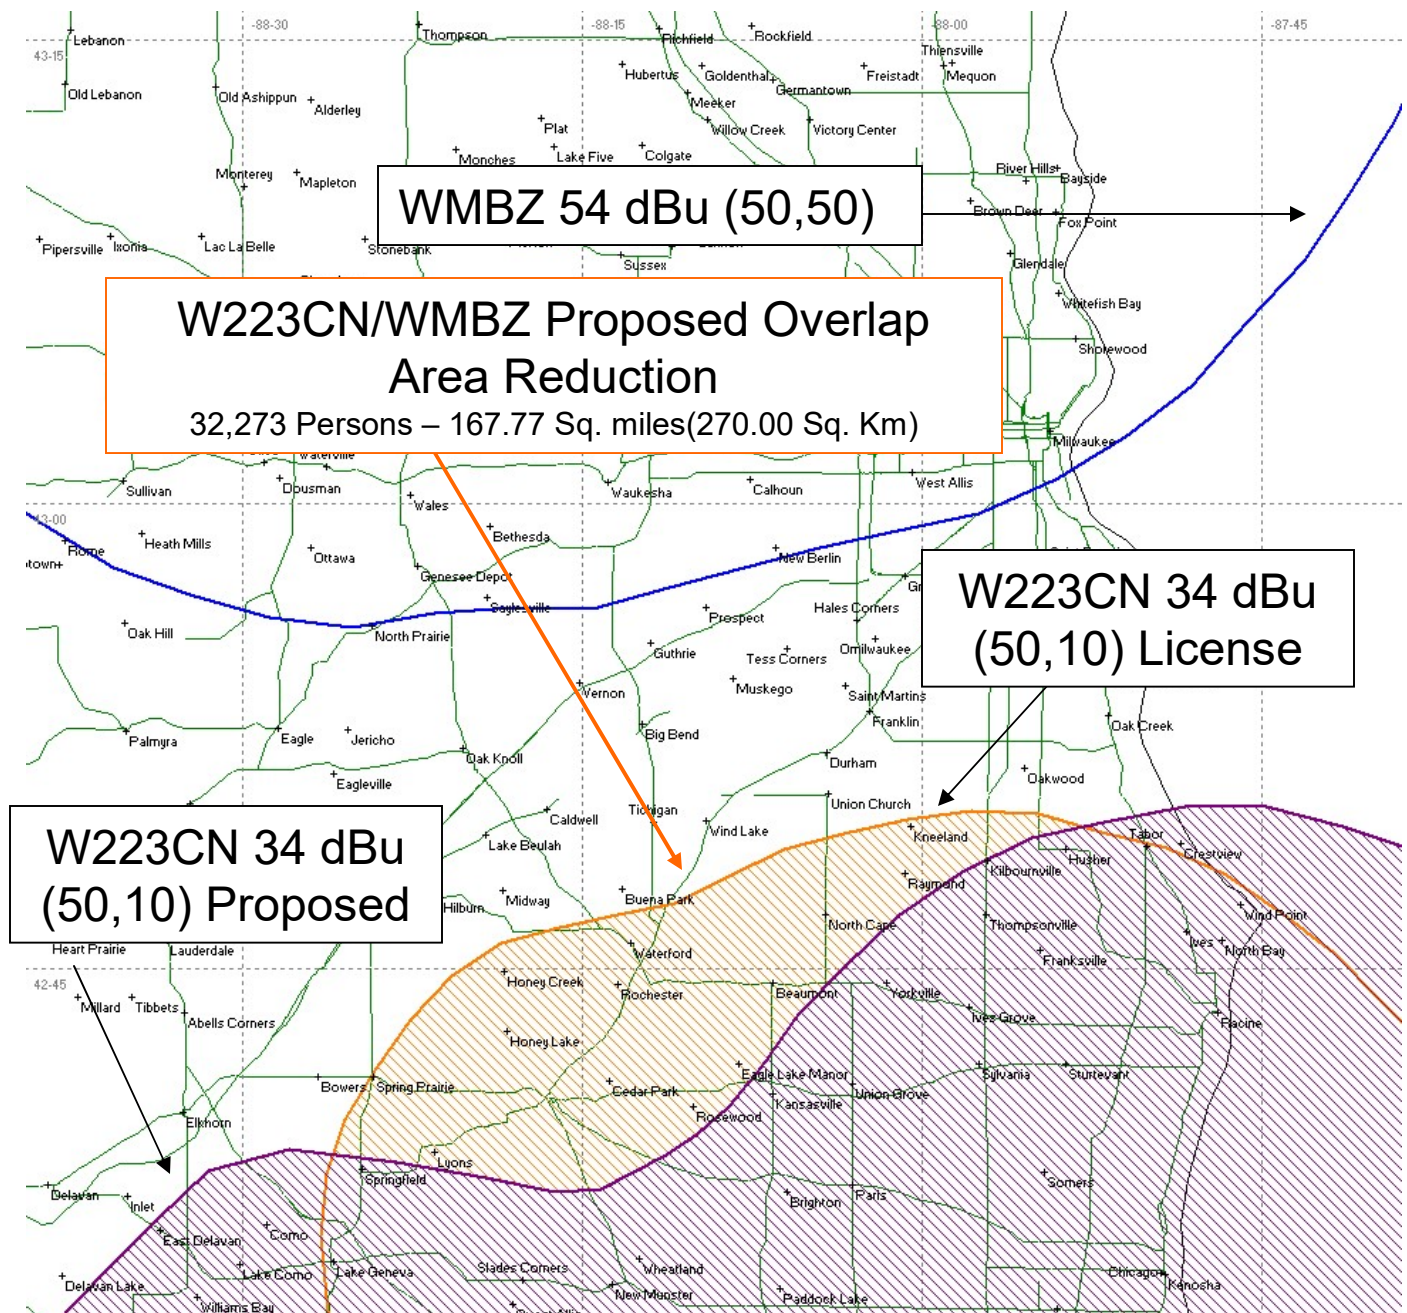 -88-30
-88-15
-88-00
-87-45
43-15
Lebanon
Thompson
Richfield
Rockfield
Thiensville
Hubertus
Goldenthal
Freistadt
Mequon
Old Lebanon
Old Ashippun
Alderley
Meeker
Germantown
Plat
Willow Creek
Victory Center
Monches
Lake Five
Colgate
Monterey
Mapleton
River Hills
Bayside
WMBZ 54 dBu (50,50)
Brown Deer
Fox Point
Pipersville
Ixonia
Lac La Belle
Stonebank
Sussex
Glendale
W223CN/WMBZ Proposed Overlap
Area Reduction
32,273 Persons – 167.77 Sq. miles(270.00 Sq. Km)
Whitefish Bay
Shorewood
Milwaukee
Waterville
Sullivan
Dousman
Wales
Waukesha
Calhoun
West Allis
43-00
Rome
Heath Mills
Ottawa
Bethesda
New Berlin
town
Genesee Depot
Saylesville
W223CN 34 dBu
(50,10) License
Oak Hill
North Prairie
Prospect
Hales Corners
Guthrie
Tess Corners
Omilwaukee
Vernon
Muskego
Saint Martins
Franklin
Oak Creek
Palmyra
Eagle
Jericho
Big Bend
Oak Knoll
Durham
Eagleville
Oakwood
Caldwell
Tichigan
Union Church
Wind Lake
Kneeland
Tabor
W223CN 34 dBu
(50,10) Proposed
Lake Beulah
Husher
Crestview
Kilbournville
Raymond
Hilburn
Midway
Buena Park
North Cape
Thompsonville
Wind Point
Heart Prairie
Lauderdale
Waterford
Franksville
Ives
North Bay
42-45
Millard
Tibbets
Honey Creek
Rochester
Beaumont
Yorkville
Abells Corners
Ives Grove
Racine
Honey Lake
Bowers
Spring Prairie
Cedar Park
Eagle Lake Manor
Sylvania
Sturtevant
Kansasville
Union Grove
Elkhorn
Rosewood
Lyons
Springfield
Delavan
Inlet
Brighton
Paris
Somers
East Delavan
Como
Delavan Lake
Lake Como
Lake Geneva
Slades Corners
Wheatland
Chicago
Kenosha
Williams Bay
New Munster
Paddock Lake